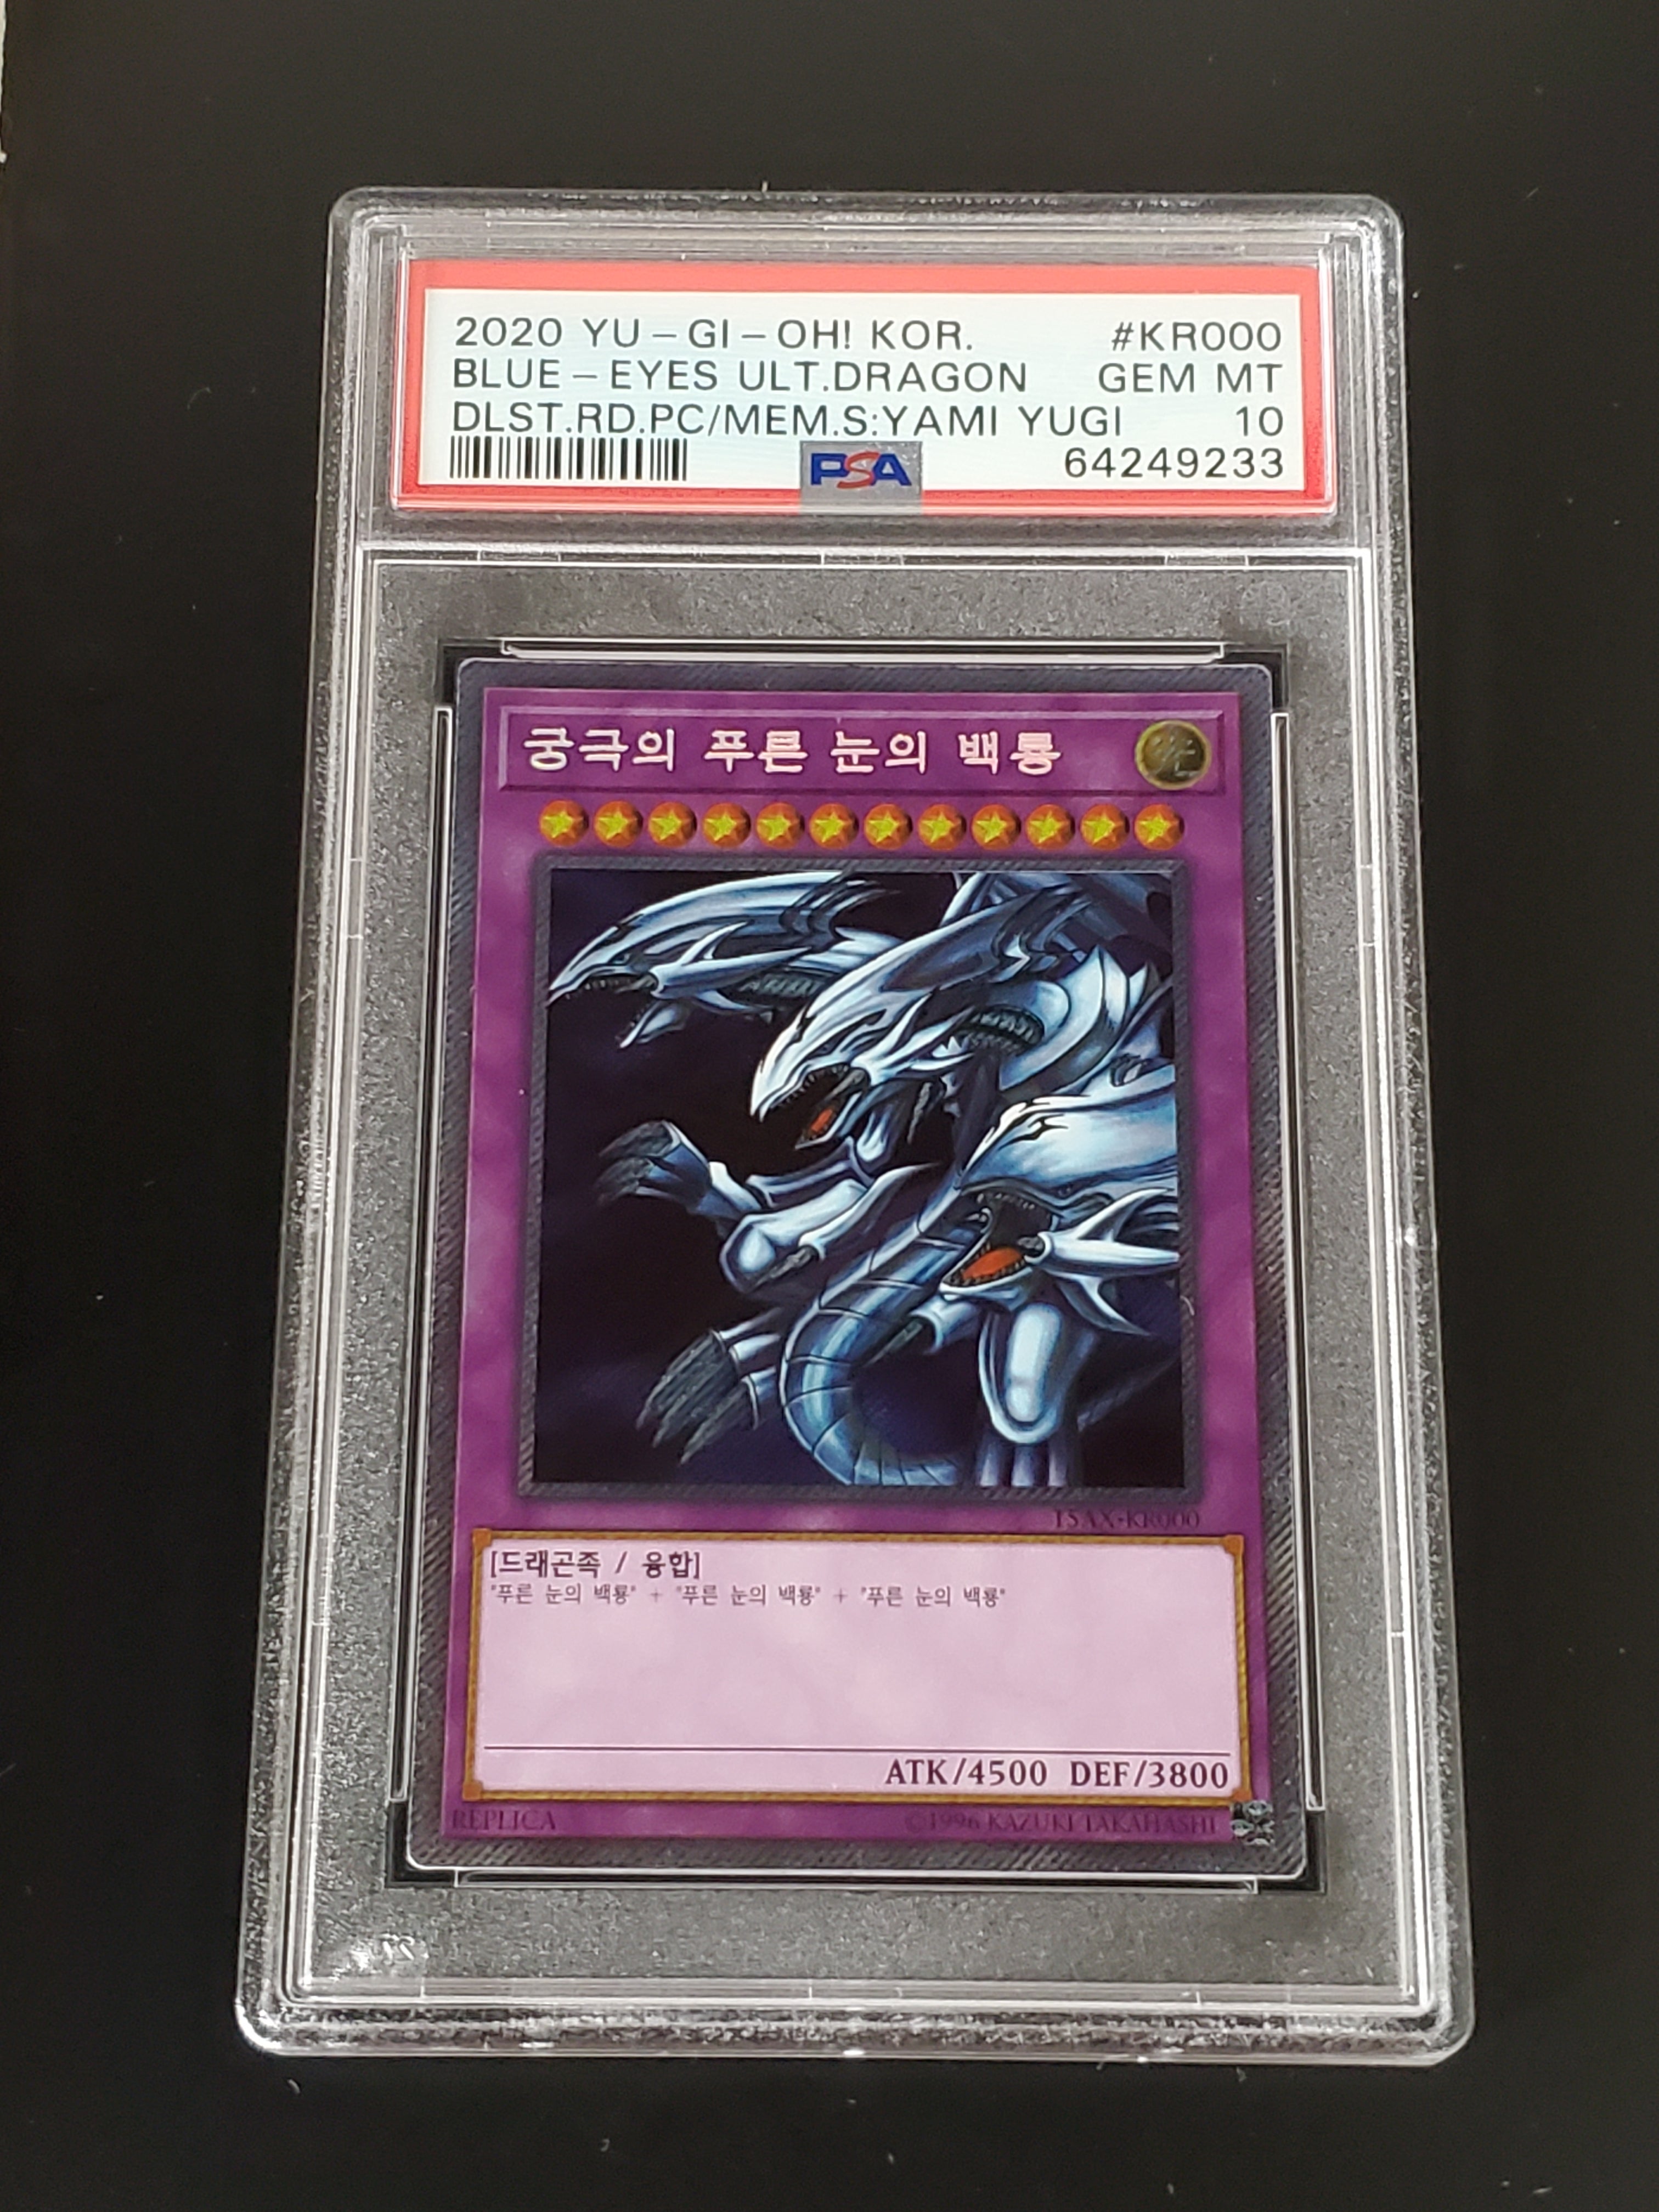 2020 YU-GI-OH! KOR. #KR000
BLUE-EYES ULT.DRAGON GEM MT
DLST.RD.PC/MEM.S:YAMI YUGI 10
PSA 64249233
궁극의 푸른 눈의 백룡 光
15AX-KR000
[드래곤족 / 융합]
"푸른 눈의 백룡" + "푸른 눈의 백룡" + "푸른 눈의 백룡"
ATK/4500 DEF/3800
REPLICA ©1996 KAZUKI TAKAHASHI